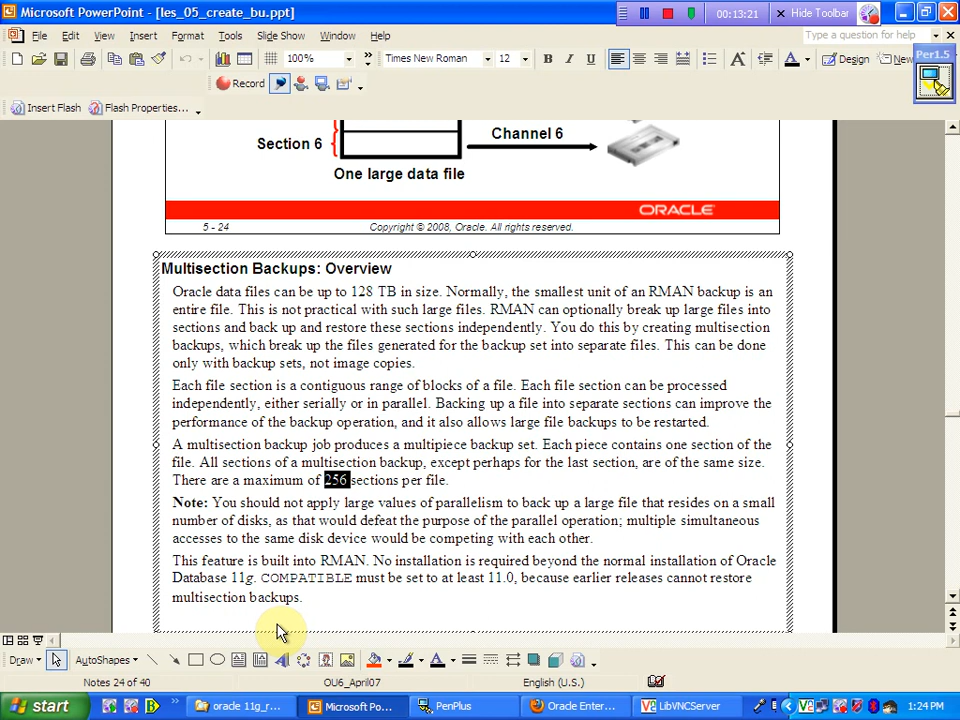 Microsoft PowerPoint - [les_05_create_bu.ppt]
00:13:21
Hide Toolbar
File Edit View Insert Format Tools Slide Show Window Help
Type a question for help
100%
Times New Roman
12
B I U
A
A
Design
New
Per1.5
Record
Insert Flash
Flash Properties...
Section 6
Channel 6
One large data file
ORACLE
5 - 24
Copyright © 2008, Oracle. All rights reserved.
Multisection Backups: Overview
Oracle data files can be up to 128 TB in size. Normally, the smallest unit of an RMAN backup is an
entire file. This is not practical with such large files. RMAN can optionally break up large files into
sections and back up and restore these sections independently. You do this by creating multisection
backups, which break up the files generated for the backup set into separate files. This can be done
only with backup sets, not image copies.
Each file section is a contiguous range of blocks of a file. Each file section can be processed
independently, either serially or in parallel. Backing up a file into separate sections can improve the
performance of the backup operation, and it also allows large file backups to be restarted.
A multisection backup job produces a multipiece backup set. Each piece contains one section of the
file. All sections of a multisection backup, except perhaps for the last section, are of the same size.
There are a maximum of 256 sections per file.
Note: You should not apply large values of parallelism to back up a large file that resides on a small
number of disks, as that would defeat the purpose of the parallel operation; multiple simultaneous
accesses to the same disk device would be competing with each other.
This feature is built into RMAN. No installation is required beyond the normal installation of Oracle
Database 11g. COMPATIBLE must be set to at least 11.0, because earlier releases cannot restore
multisection backups.
Draw
AutoShapes
Notes 24 of 40
OU6_April07
English (U.S.)
start
oracle 11g_r...
Microsoft Po...
PenPlus
Oracle Enter...
LibVNCServer
1:24 PM